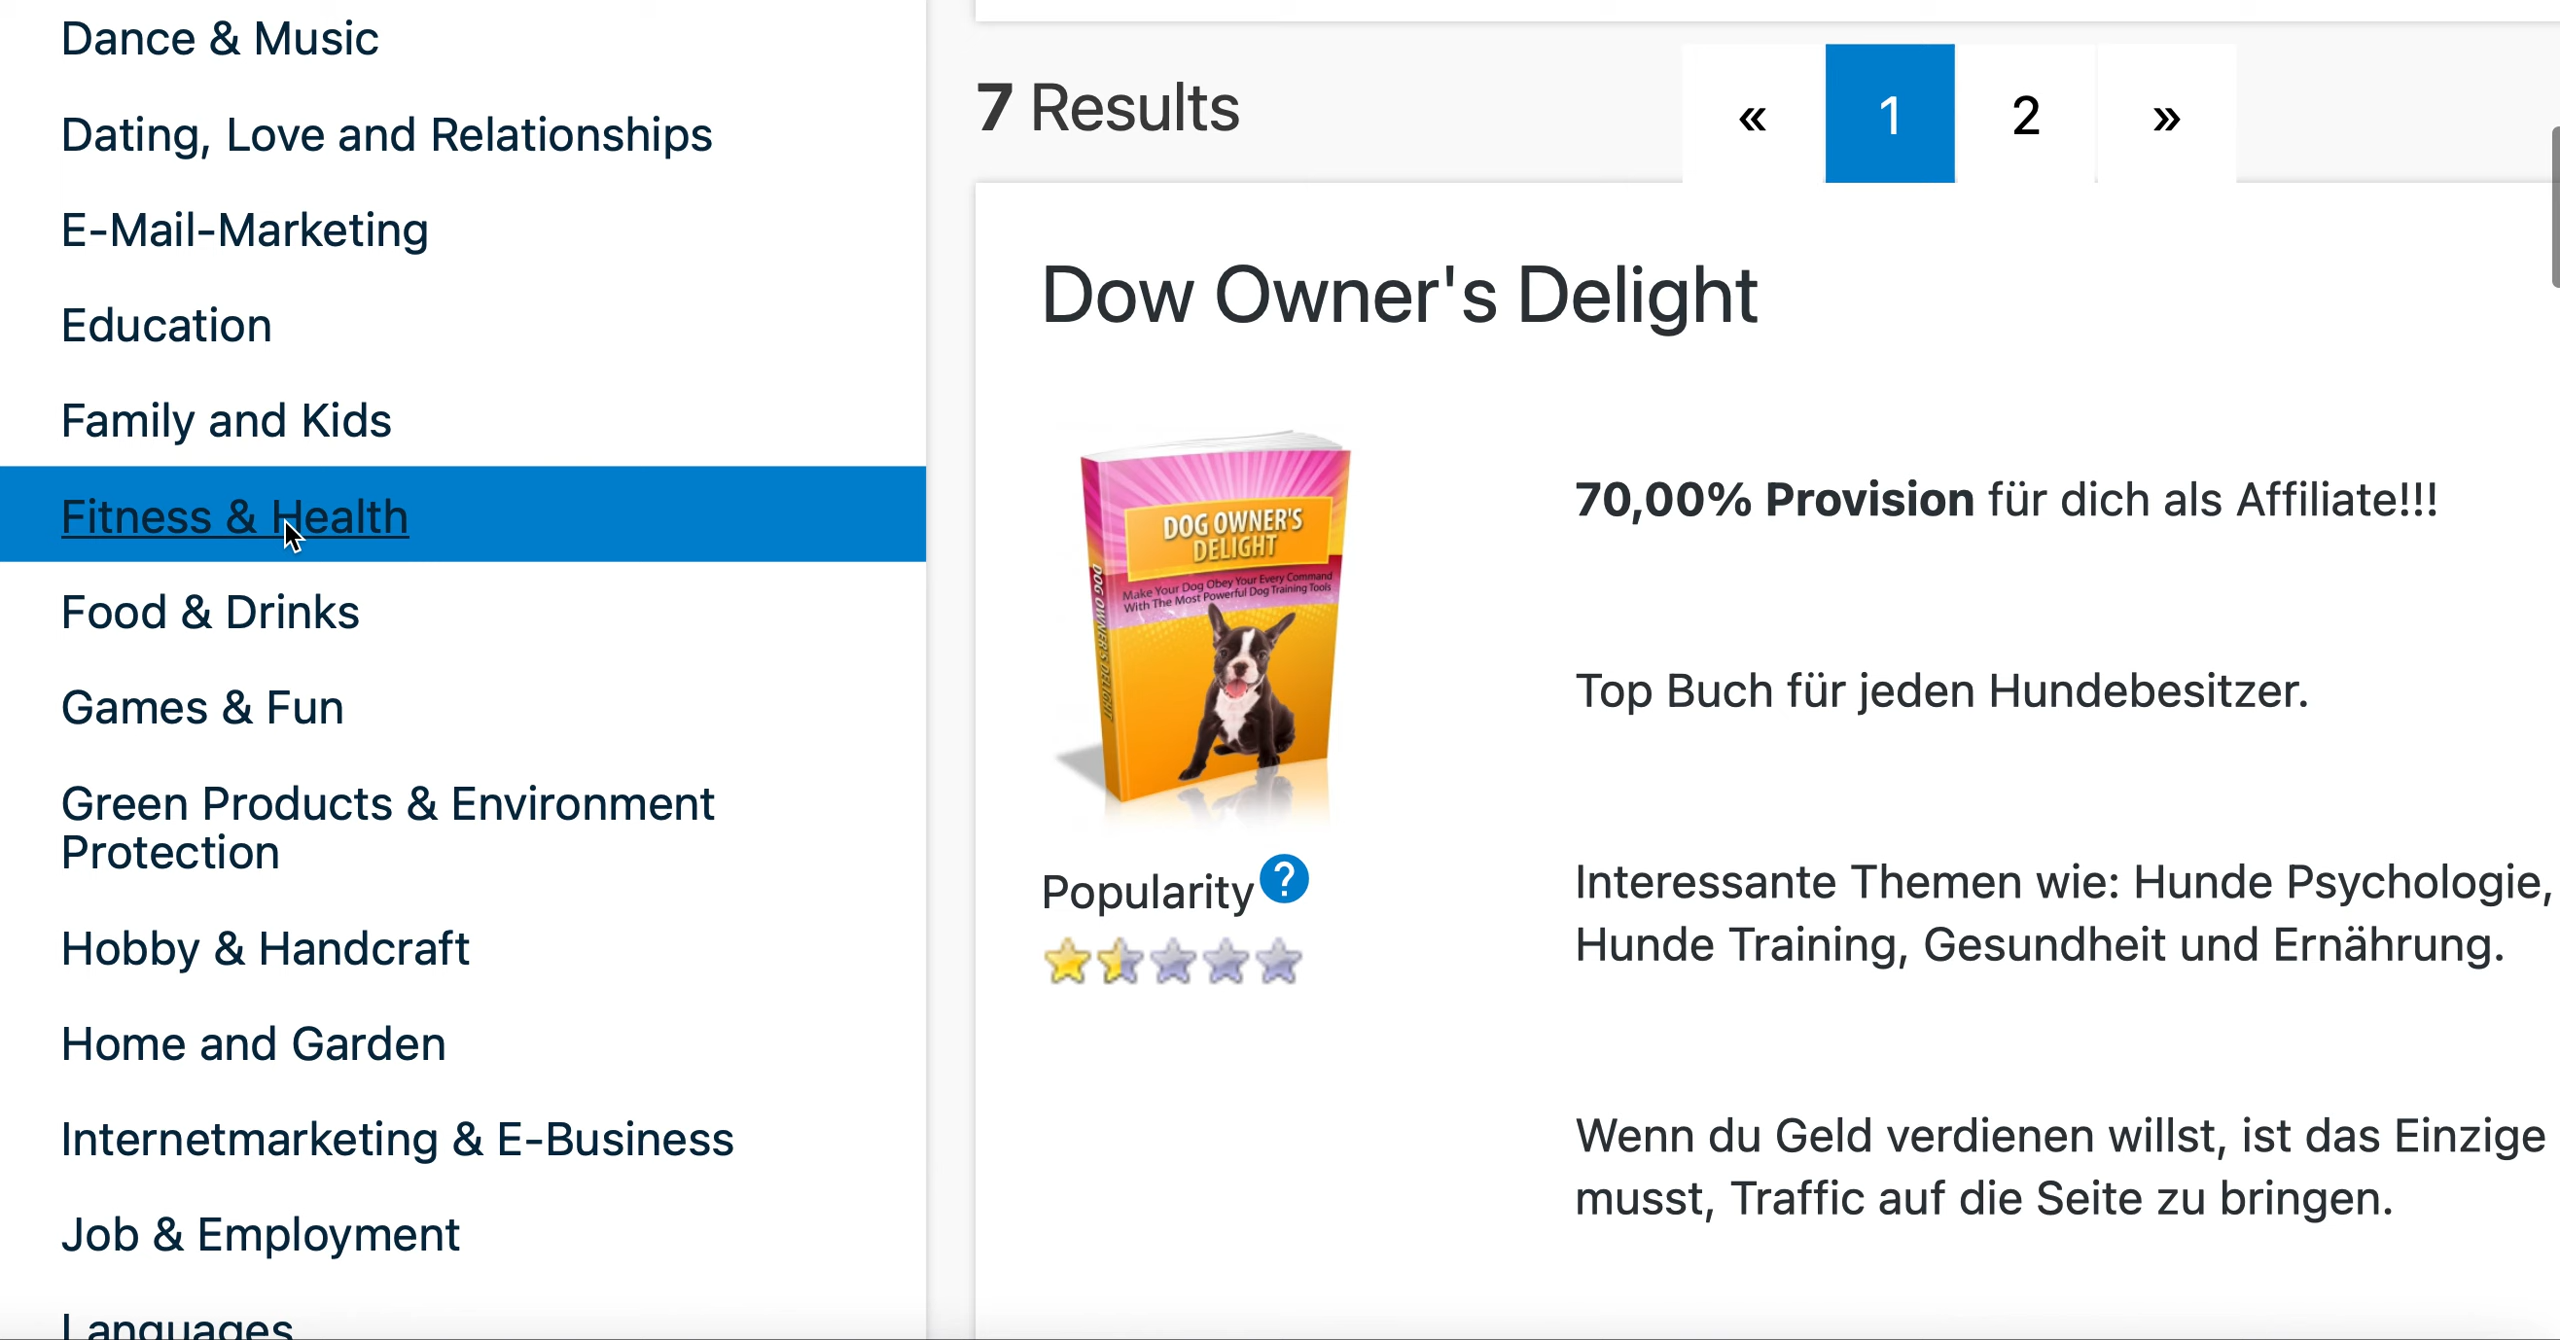 Dance & Music
Dating, Love and Relationships
E-Mail-Marketing
Education
Family and Kids
Fitness & Health
Food & Drinks
Games & Fun
Green Products & Environment
Protection
Hobby & Handcraft
Home and Garden
Internetmarketing & E-Business
Job & Employment
Languages
7 Results
« 1 2 »
Dow Owner's Delight
DOG OWNER'S
DELIGHT
Make Your Dog Obey Your Every Command
With The Most Powerful Dog Training Tools
DOG OWNER'S DELIGHT
Popularity ?
70,00% Provision für dich als Affiliate!!!
Top Buch für jeden Hundebesitzer.
Interessante Themen wie: Hunde Psychologie,
Hunde Training, Gesundheit und Ernährung.
Wenn du Geld verdienen willst, ist das Einzige
musst, Traffic auf die Seite zu bringen.